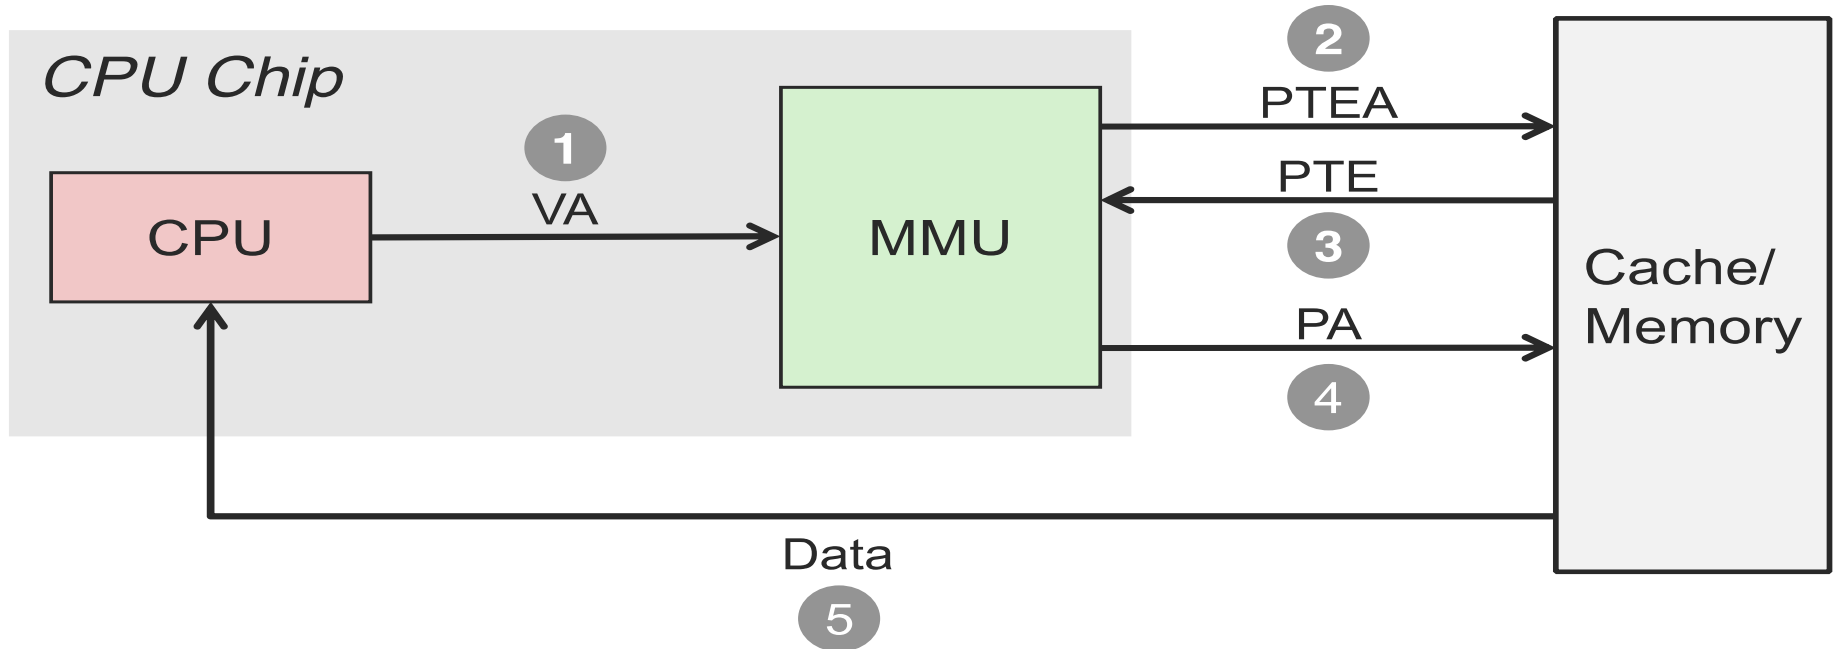 CPU Chip
2
PTEA
1
VA
PTE
CPU
MMU
3
Cache/
Memory
PA
4
Data
5